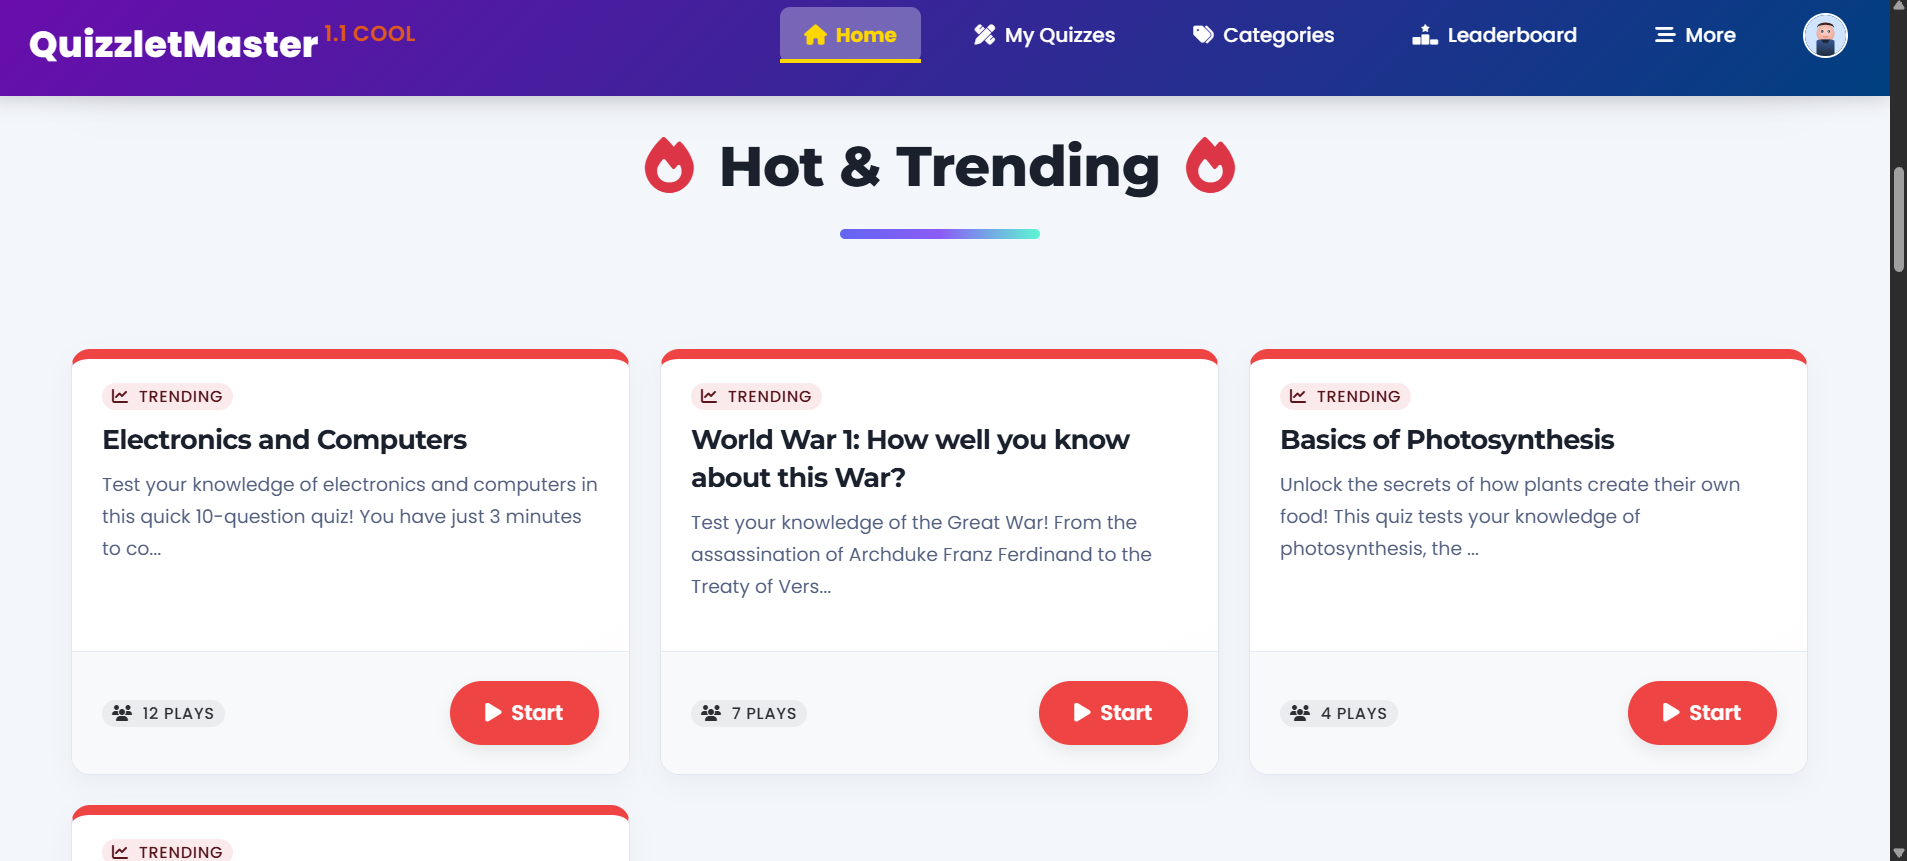 QuizzletMaster 1.1 COOL
Home
My Quizzes
Categories
Leaderboard
More
Hot & Trending
TRENDING
Electronics and Computers
Test your knowledge of electronics and computers in
this quick 10-question quiz! You have just 3 minutes
to co...
12 PLAYS
Start
TRENDING
World War 1: How well you know
about this War?
Test your knowledge of the Great War! From the
assassination of Archduke Franz Ferdinand to the
Treaty of Vers...
7 PLAYS
Start
TRENDING
Basics of Photosynthesis
Unlock the secrets of how plants create their own
food! This quiz tests your knowledge of
photosynthesis, the ...
4 PLAYS
Start
TRENDING